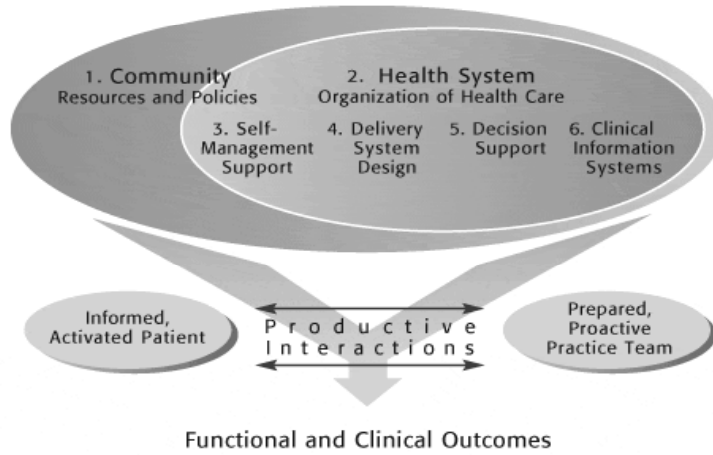 1. Community
Resources and Policies
2. Health System
Organization of Health Care
3. Self-
Management
Support
4. Delivery
System
Design
5. Decision
Support
6. Clinical
Information
Systems
Informed,
Activated Patient
Productive
Interactions
Prepared,
Proactive
Practice Team
Functional and Clinical Outcomes